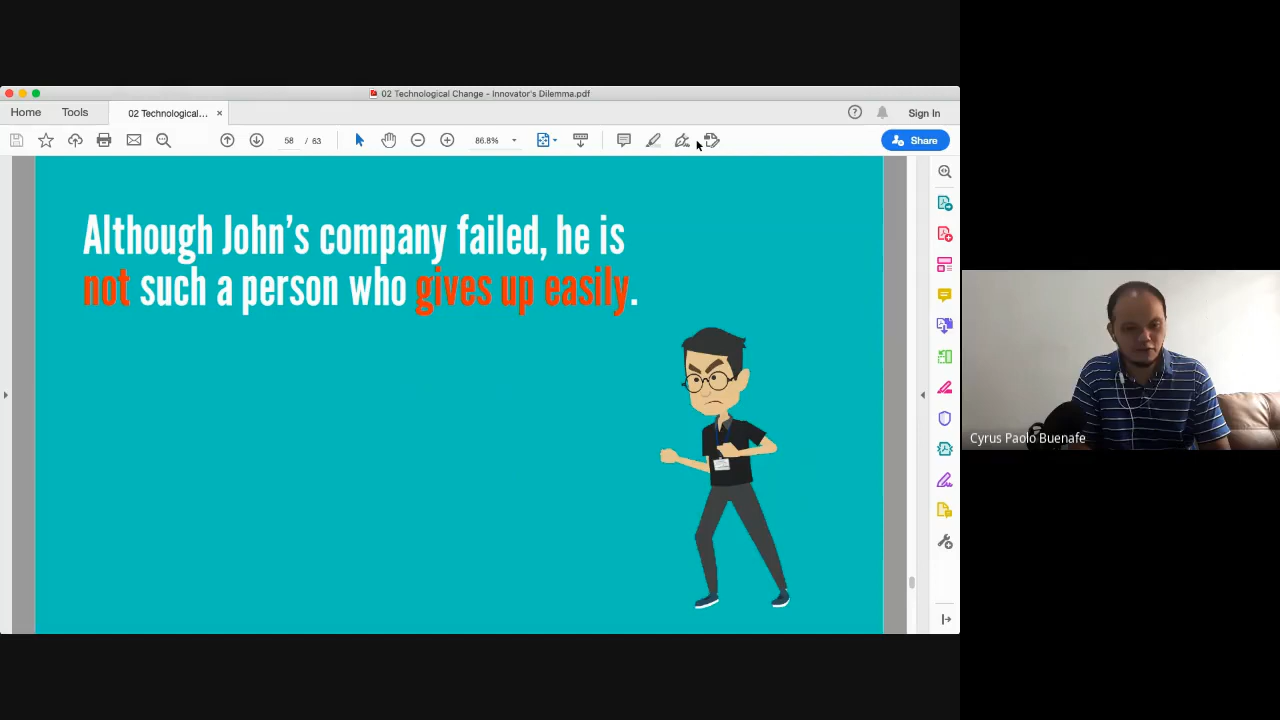 02 Technological Change - Innovator's Dilemma.pdf
Home Tools 02 Technological... × Sign In
58 / 63 86.8% Share
Although John's company failed, he is
not such a person who gives up easily.
Cyrus Paolo Buenafe